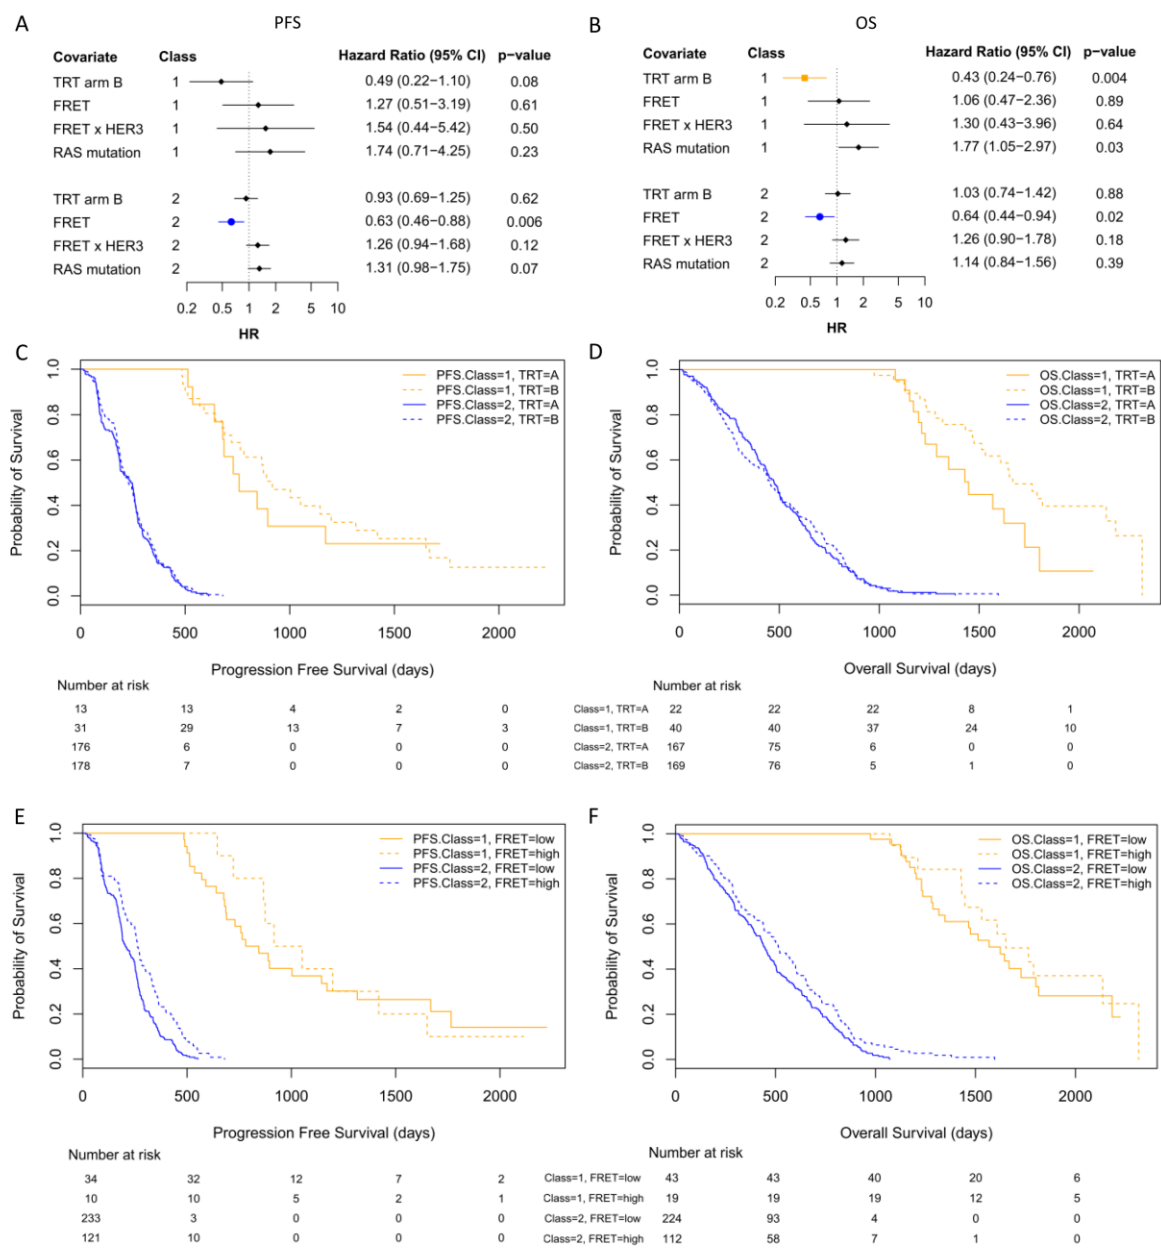 A PFS
Covariate Class Hazard Ratio (95% CI) p−value
TRT arm B 1 0.49 (0.22−1.10) 0.08
FRET 1 1.27 (0.51−3.19) 0.61
FRET x HER3 1 1.54 (0.44−5.42) 0.50
RAS mutation 1 1.74 (0.71−4.25) 0.23
TRT arm B 2 0.93 (0.69−1.25) 0.62
FRET 2 0.63 (0.46−0.88) 0.006
FRET x HER3 2 1.26 (0.94−1.68) 0.12
RAS mutation 2 1.31 (0.98−1.75) 0.07
0.2 0.5 1 2 5 10
HR
B OS
Covariate Class Hazard Ratio (95% CI) p−value
TRT arm B 1 0.43 (0.24−0.76) 0.004
FRET 1 1.06 (0.47−2.36) 0.89
FRET x HER3 1 1.30 (0.43−3.96) 0.64
RAS mutation 1 1.77 (1.05−2.97) 0.03
TRT arm B 2 1.03 (0.74−1.42) 0.88
FRET 2 0.64 (0.44−0.94) 0.02
FRET x HER3 2 1.26 (0.90−1.78) 0.18
RAS mutation 2 1.14 (0.84−1.56) 0.39
0.2 0.5 1 2 5 10
HR
C
Probability of Survival
1.0
0.8
0.6
0.4
0.2
0.0
PFS.Class=1, TRT=A
PFS.Class=1, TRT=B
PFS.Class=2, TRT=A
PFS.Class=2, TRT=B
0 500 1000 1500 2000
Progression Free Survival (days)
Number at risk
13 13 4 2 0
31 29 13 7 3
176 6 0 0 0
178 7 0 0 0
D
Probability of Survival
1.0
0.8
0.6
0.4
0.2
0.0
OS.Class=1, TRT=A
OS.Class=1, TRT=B
OS.Class=2, TRT=A
OS.Class=2, TRT=B
0 500 1000 1500 2000
Overall Survival (days)
Number at risk
Class=1, TRT=A 22 22 22 8 1
Class=1, TRT=B 40 40 37 24 10
Class=2, TRT=A 167 75 6 0 0
Class=2, TRT=B 169 76 5 1 0
E
Probability of Survival
1.0
0.8
0.6
0.4
0.2
0.0
PFS.Class=1, FRET=low
PFS.Class=1, FRET=high
PFS.Class=2, FRET=low
PFS.Class=2, FRET=high
0 500 1000 1500 2000
Progression Free Survival (days)
Number at risk
34 32 12 7 2
10 10 5 2 1
233 3 0 0 0
121 10 0 0 0
F
Probability of Survival
1.0
0.8
0.6
0.4
0.2
0.0
OS.Class=1, FRET=low
OS.Class=1, FRET=high
OS.Class=2, FRET=low
OS.Class=2, FRET=high
0 500 1000 1500 2000
Overall Survival (days)
Number at risk
Class=1, FRET=low 43 43 40 20 6
Class=1, FRET=high 19 19 19 12 5
Class=2, FRET=low 224 93 4 0 0
Class=2, FRET=high 112 58 7 1 0